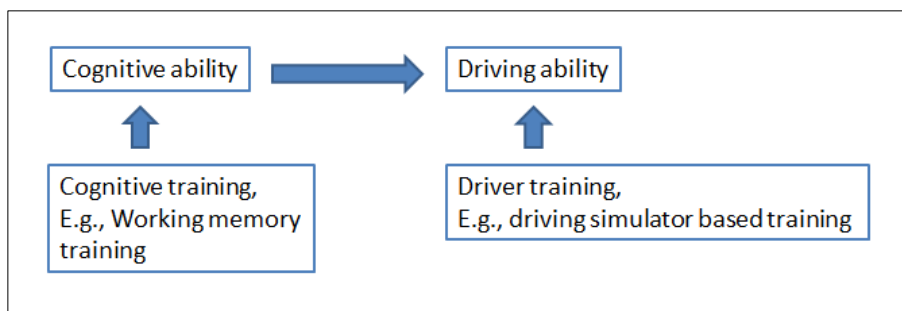 Cognitive ability
Driving ability
Cognitive training,
E.g., Working memory
training
Driver training,
E.g., driving simulator based training